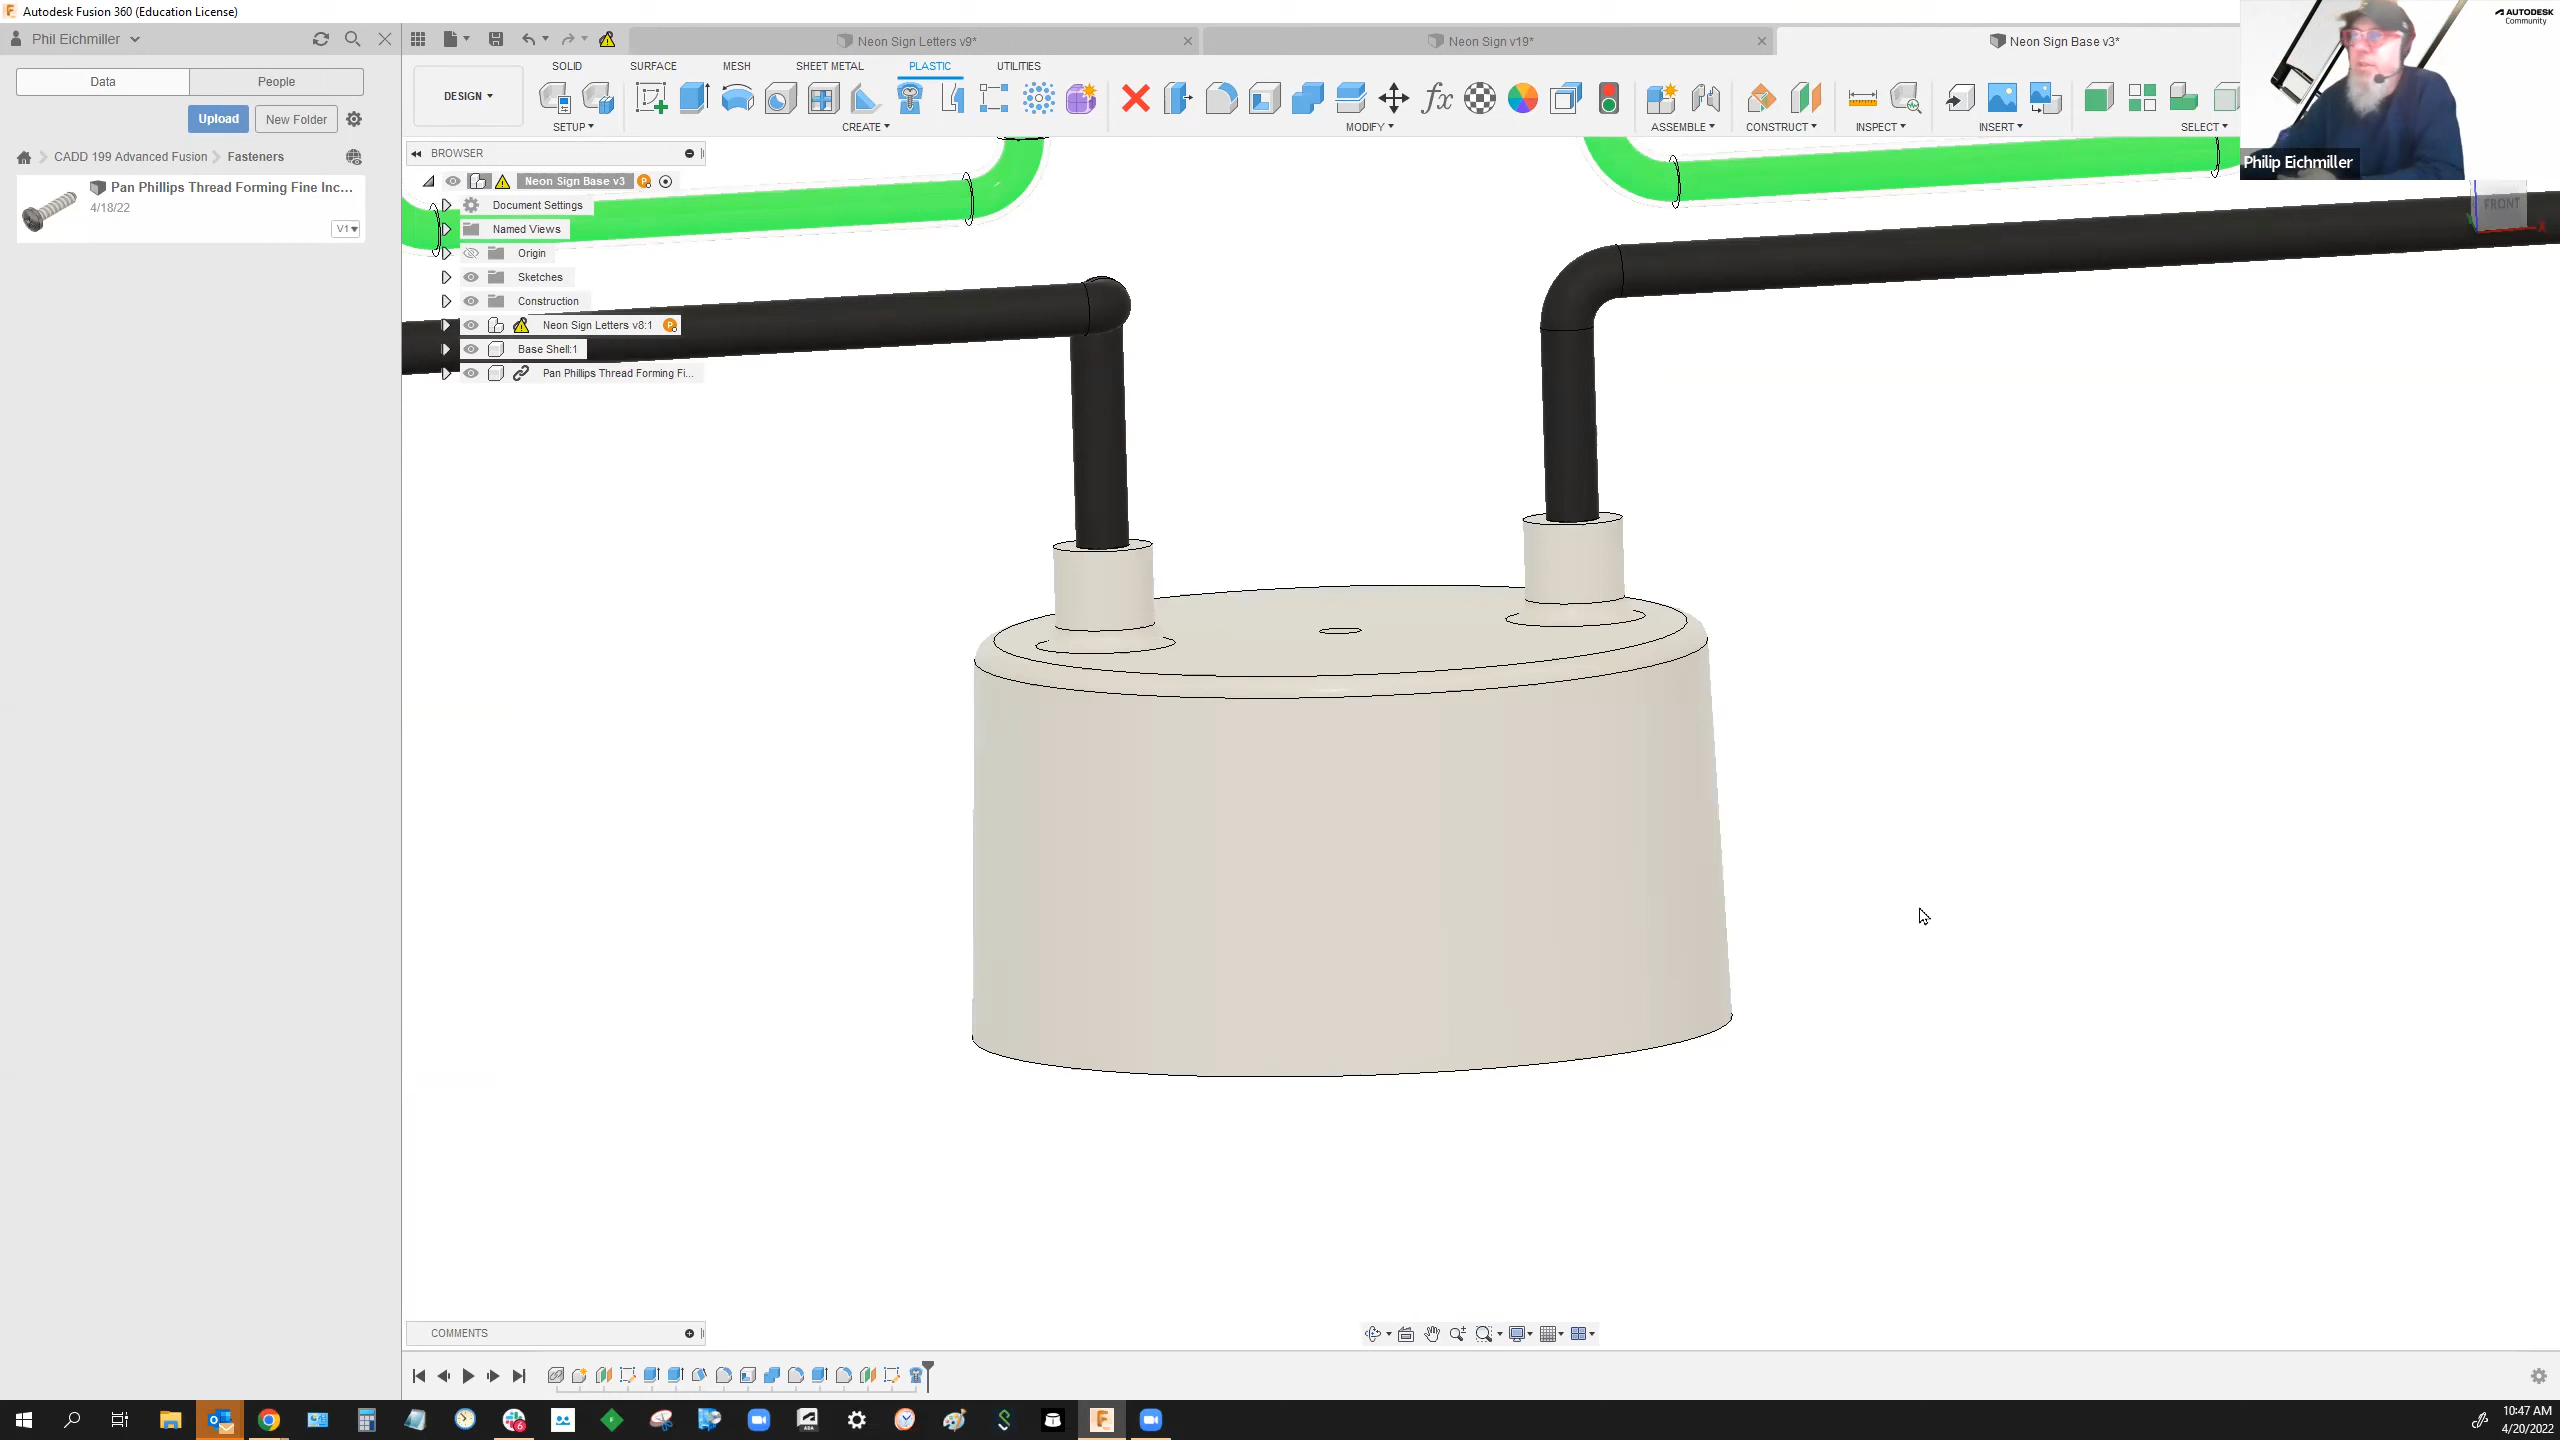 Autodesk Fusion 360 (Education License)
Phil Eichmiller
Data
People
Upload
New Folder
CADD 199 Advanced Fusion
Fasteners
Pan Phillips Thread Forming Fine Inc...
4/18/22
V1
Neon Sign Letters v9*
Neon Sign v19*
Neon Sign Base v3*
DESIGN
SOLID
SURFACE
MESH
SHEET METAL
PLASTIC
UTILITIES
SETUP
CREATE
MODIFY
ASSEMBLE
CONSTRUCT
INSPECT
INSERT
SELECT
AUTODESK
Community
Philip Eichmiller
FRONT
X
BROWSER
Neon Sign Base v3
Document Settings
Named Views
Origin
Sketches
Construction
Neon Sign Letters v8:1
Base Shell:1
Pan Phillips Thread Forming Fi...
COMMENTS
10:47 AM
4/20/2022